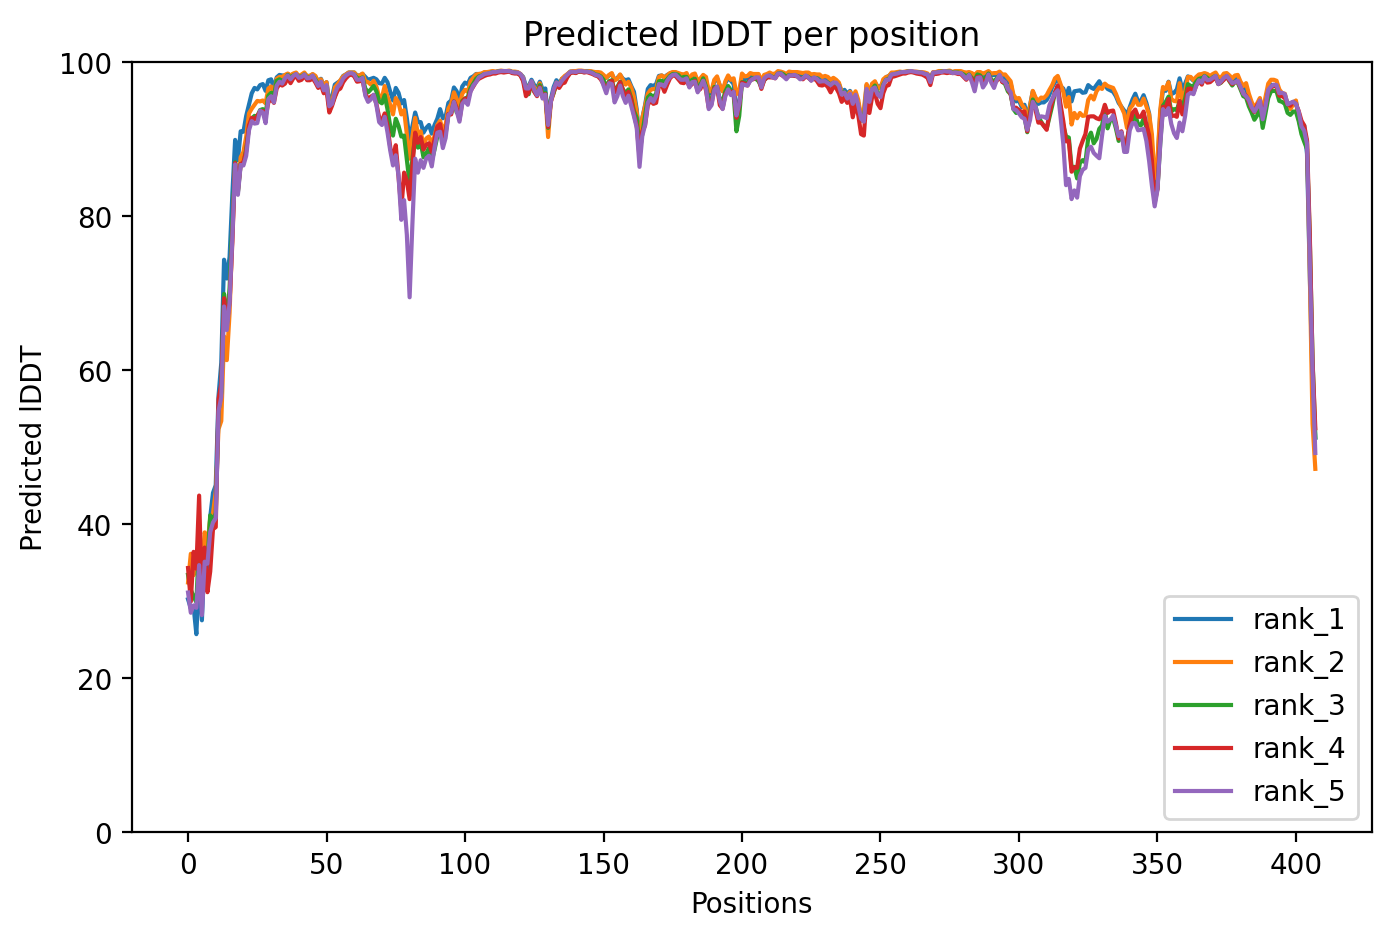 Predicted lDDT per position
Predicted lDDT
100
80
60
40
20
0
0 50 100 150 200 250 300 350 400
Positions
rank_1
rank_2
rank_3
rank_4
rank_5